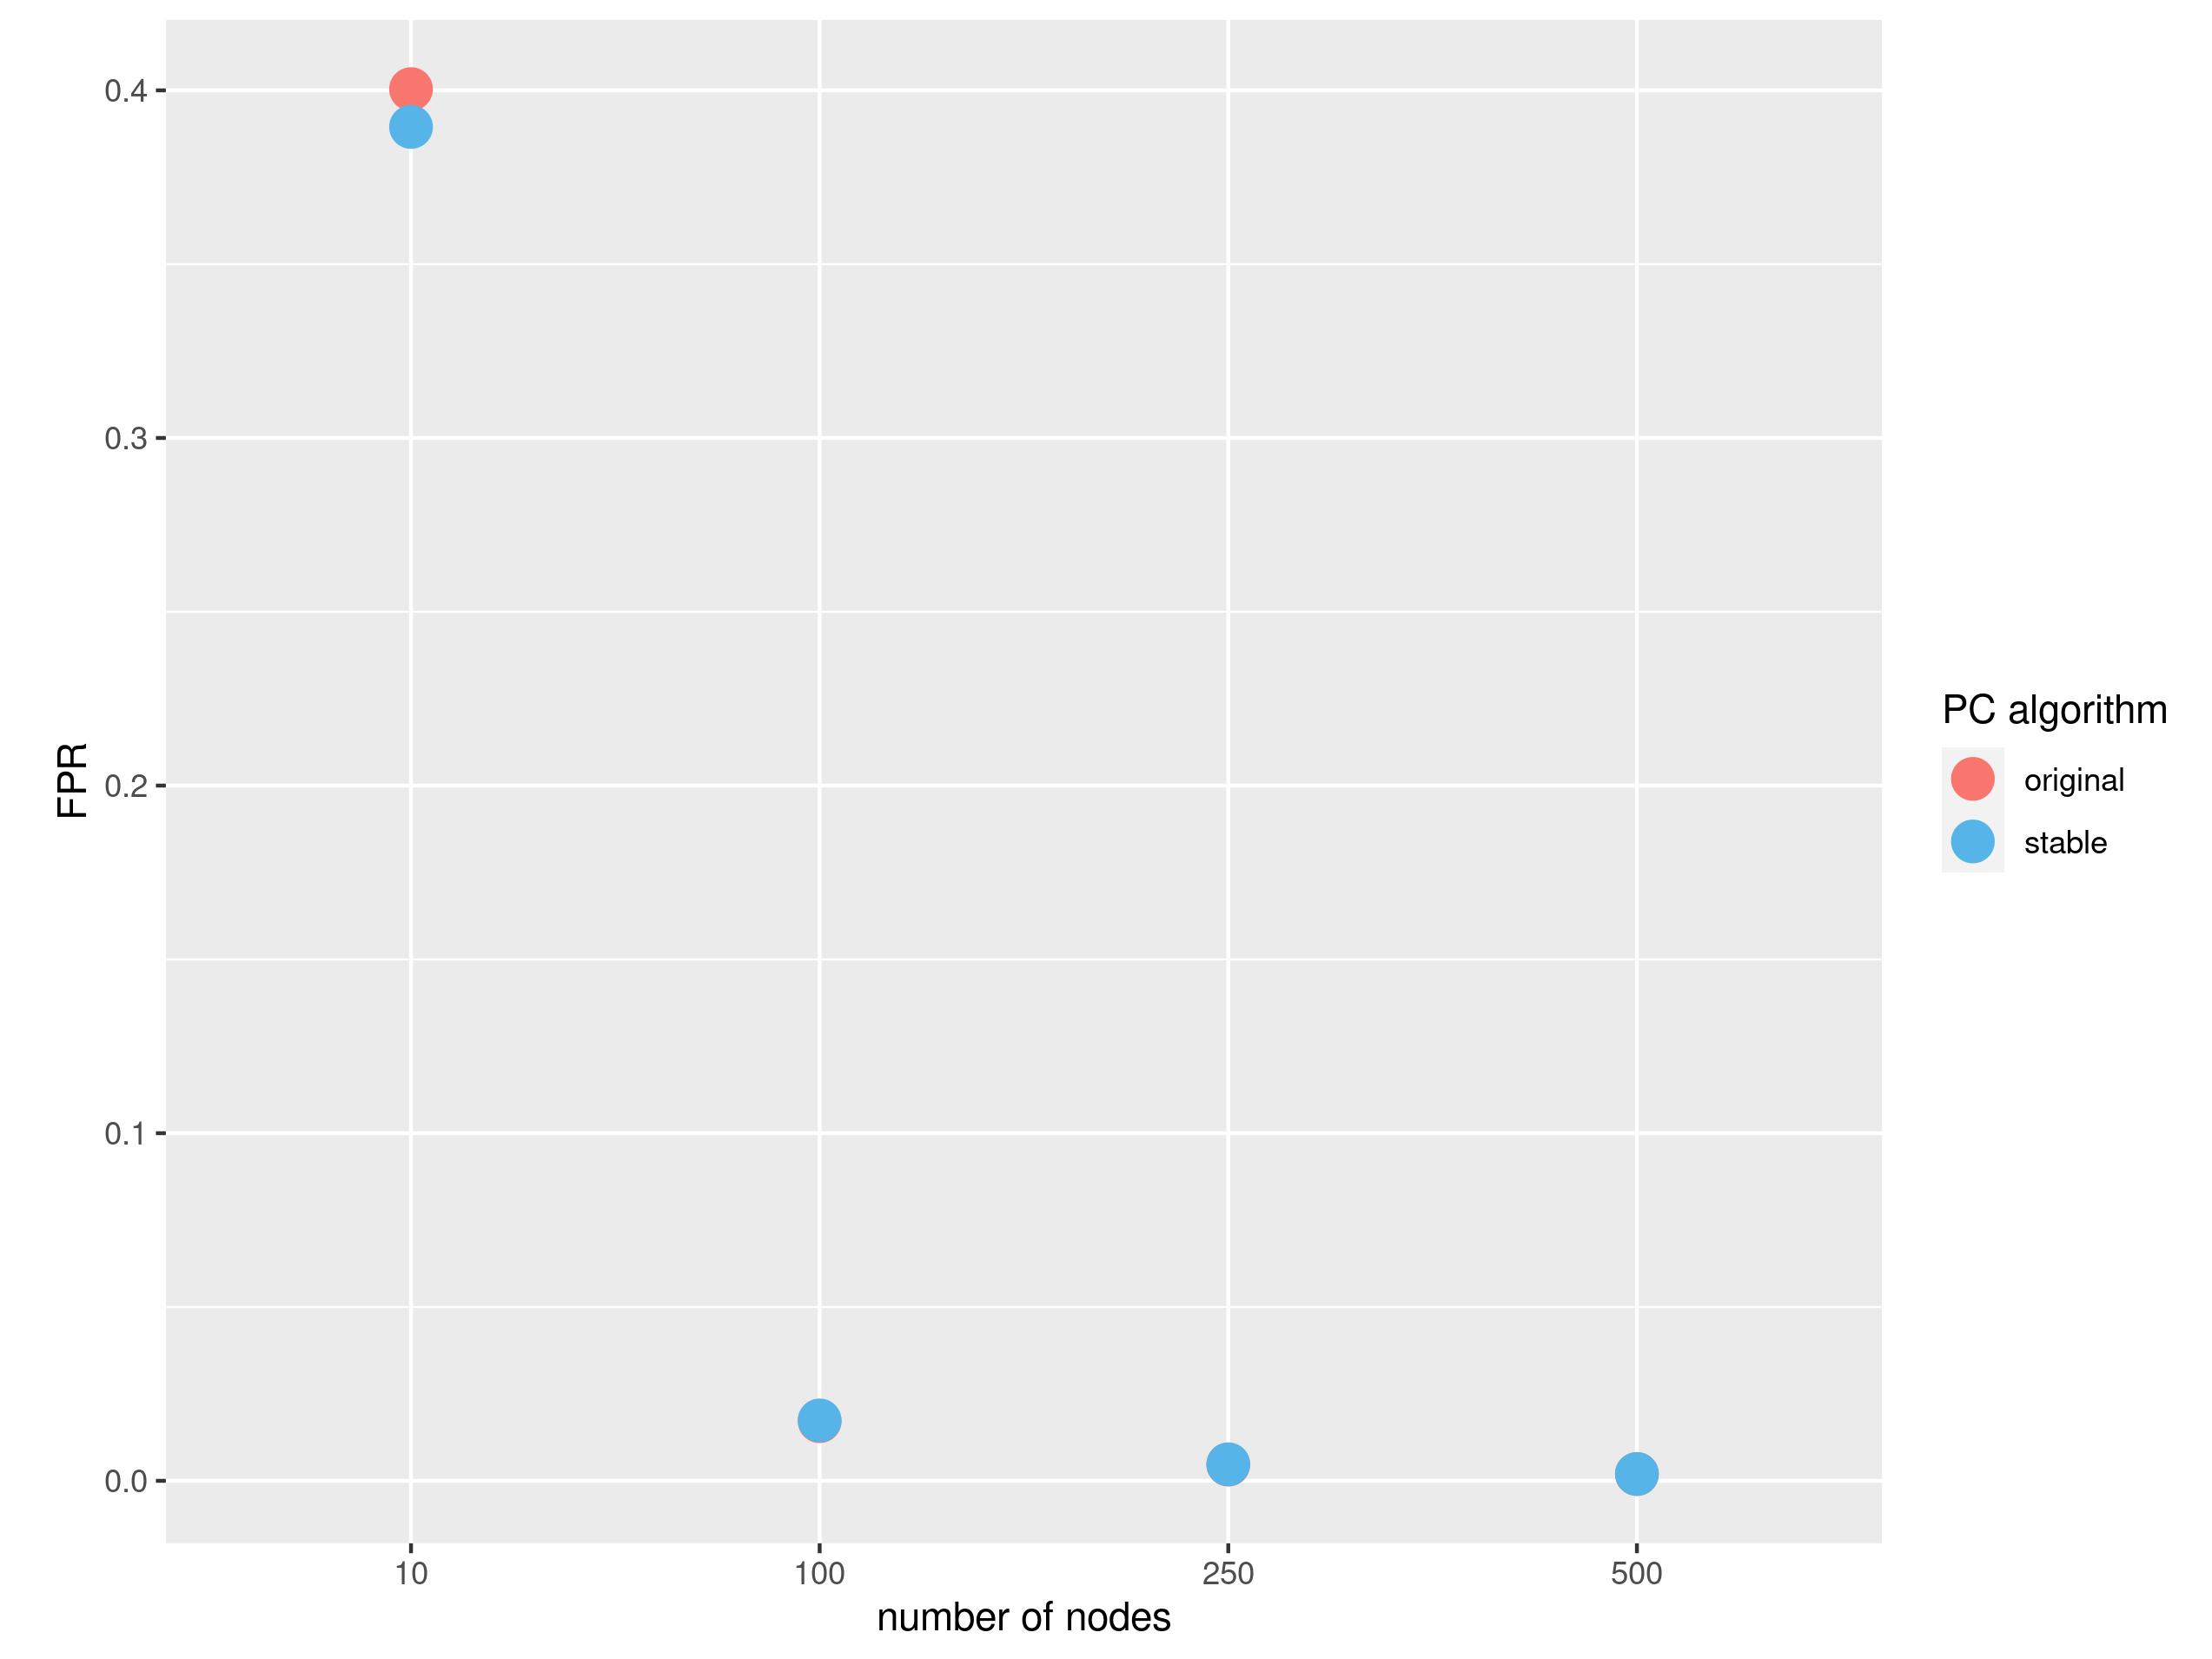 0.4
0.3
0.2
0.1
0.0
FPR
10 100 250 500
number of nodes
PC algorithm
original
stable